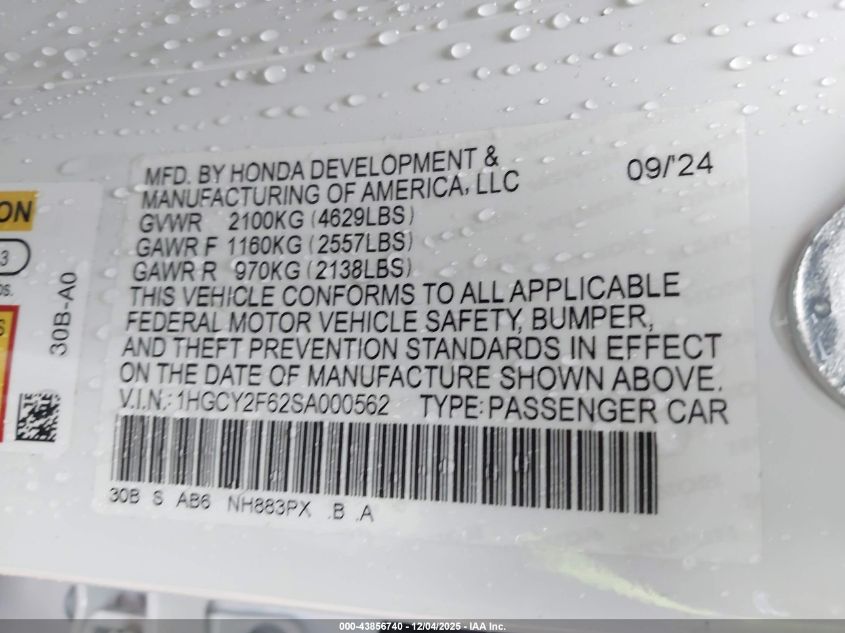 MFD. BY HONDA DEVELOPMENT &
MANUFACTURING OF AMERICA, LLC
09/'24
GVWR 2100KG (4629LBS)
GAWR F 1160KG (2557LBS)
GAWR R 970KG (2138LBS)
THIS VEHICLE CONFORMS TO ALL APPLICABLE
FEDERAL MOTOR VEHICLE SAFETY, BUMPER,
AND THEFT PREVENTION STANDARDS IN EFFECT
ON THE DATE OF MANUFACTURE SHOWN ABOVE.
V.I.N.: 1HGCY2F62SA000562 TYPE: PASSENGER CAR
30B S AB6 NH883PX .B .A
ON
3
os.
S
30B-A0
000-43856740 - 12/04/2025 - IAA Inc.